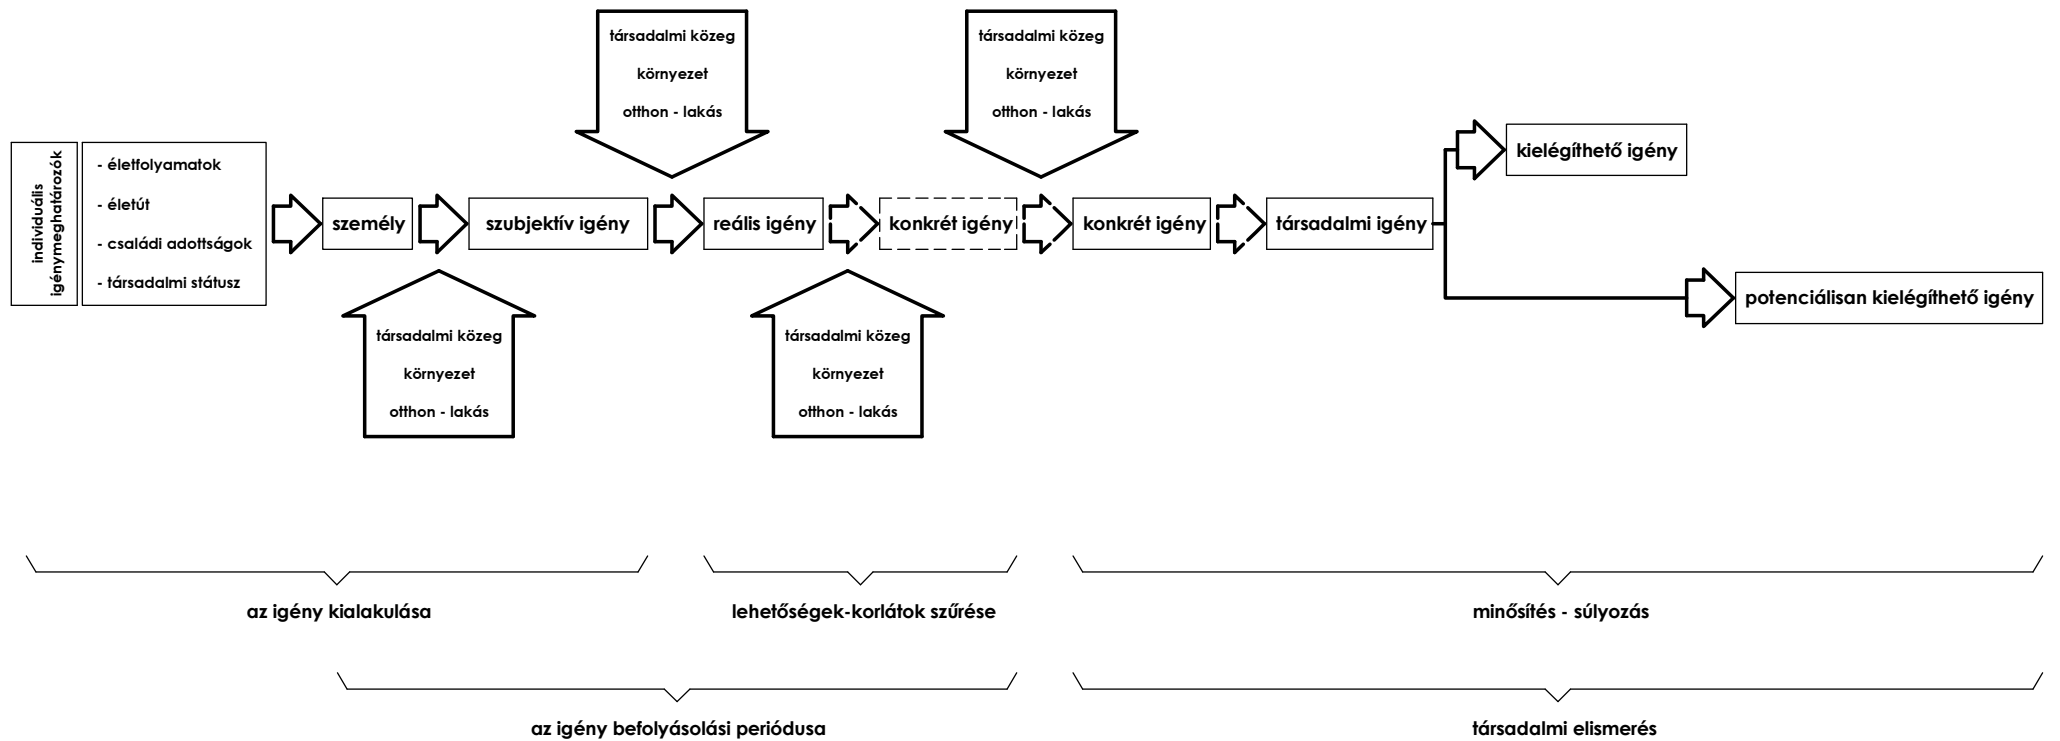 társadalmi közeg
környezet
otthon - lakás
társadalmi közeg
környezet
otthon - lakás
individuális
igénymeghatározók
- életfolyamatok
- életút
- családi adottságok
- társadalmi státusz
személy
szubjektív igény
reális igény
konkrét igény
konkrét igény
társadalmi igény
kielégíthető igény
potenciálisan kielégíthető igény
társadalmi közeg
környezet
otthon - lakás
társadalmi közeg
környezet
otthon - lakás
az igény kialakulása
lehetőségek-korlátok szűrése
minősítés - súlyozás
az igény befolyásolási periódusa
társadalmi elismerés